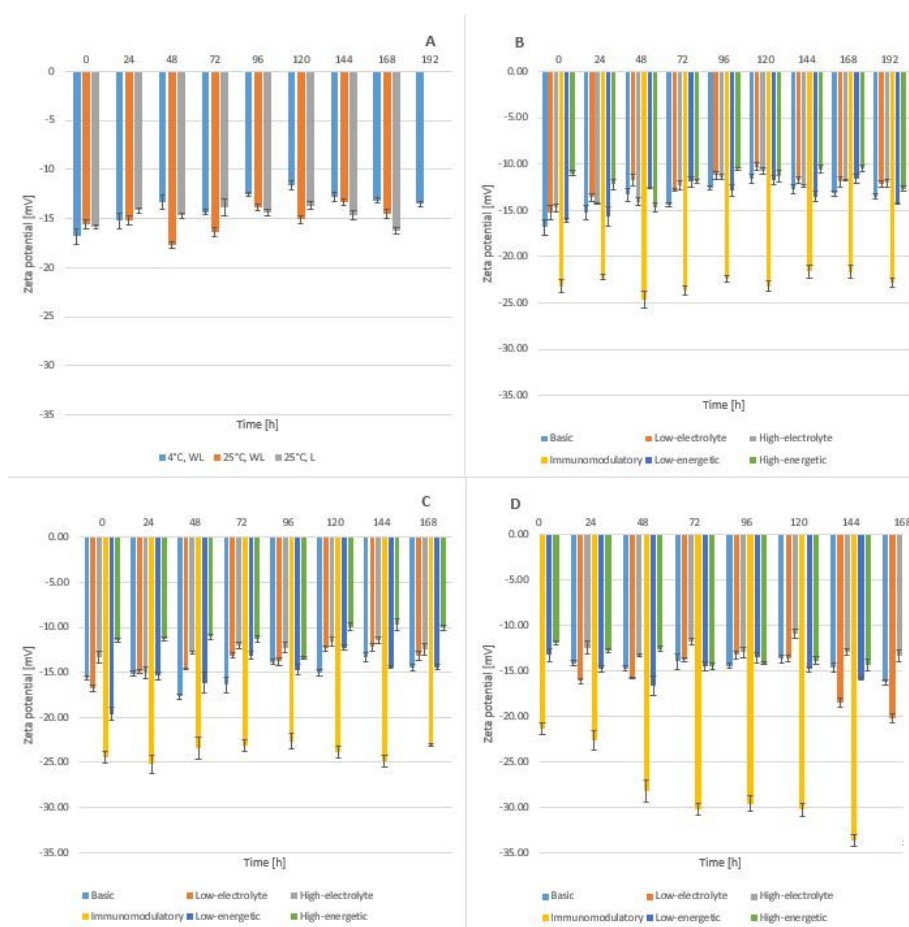 A
0 24 48 72 96 120 144 168 192
0
-5
-10
-15
-20
-25
-30
-35
Zeta potential [mV]
Time [h]
4°C, WL 25°C, WL 25°C, L
B
0 24 48 72 96 120 144 168 192
0.00
-5.00
-10.00
-15.00
-20.00
-25.00
-30.00
-35.00
Zeta potential [mV]
Time [h]
Basic Low-electrolyte High-electrolyte
Immunomodulatory Low-energetic High-energetic
C
0 24 48 72 96 120 144 168
0.00
-5.00
-10.00
-15.00
-20.00
-25.00
-30.00
-35.00
Zeta potential [mV]
Time [h]
Basic Low-electrolyte High-electrolyte
Immunomodulatory Low-energetic High-energetic
D
0 24 48 72 96 120 144 168
0.00
-5.00
-10.00
-15.00
-20.00
-25.00
-30.00
-35.00
Zeta potential [mV]
Time [h]
Basic Low-electrolyte High-electrolyte
Immunomodulatory Low-energetic High-energetic